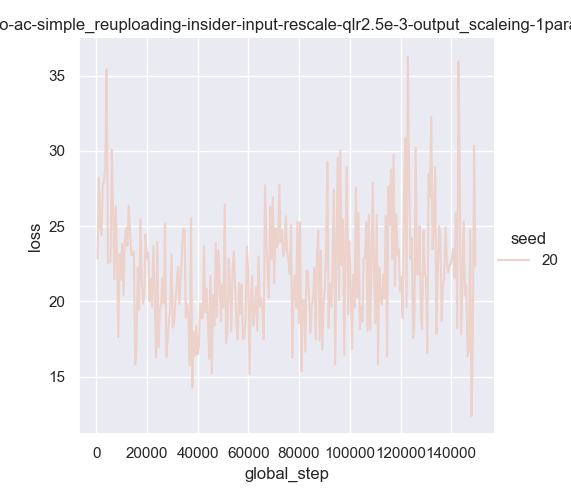 o-ac-simple_reuploading-insider-input-rescale-qlr2.5e-3-output_scaleing-1para
35
30
25
20
15
loss
0 20000 40000 60000 80000 100000 120000 140000
global_step
seed
20